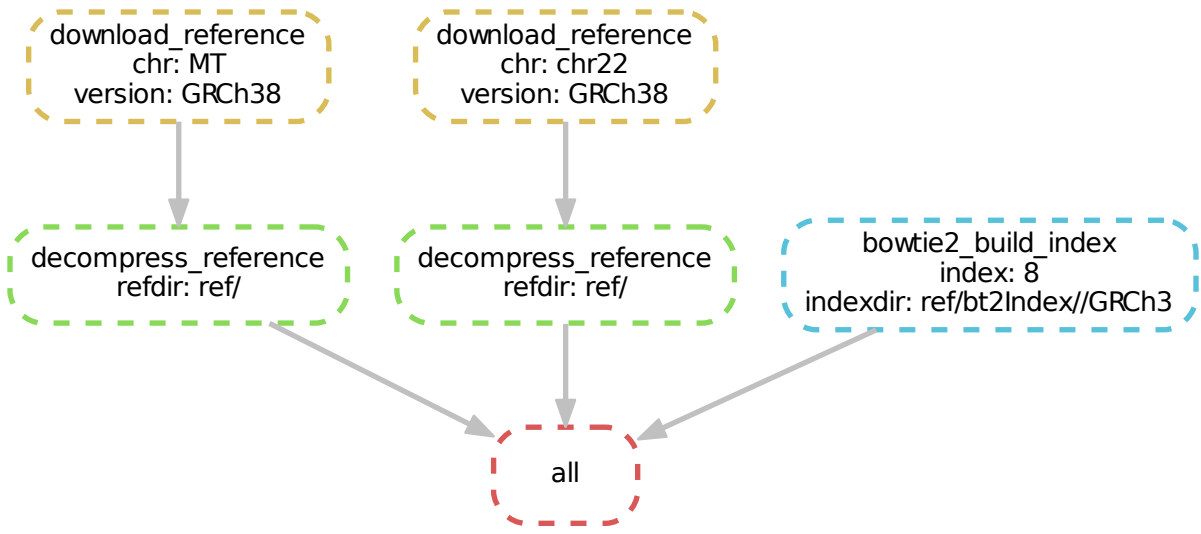 download_reference
chr: MT
version: GRCh38
download_reference
chr: chr22
version: GRCh38
decompress_reference
refdir: ref/
decompress_reference
refdir: ref/
bowtie2_build_index
index: 8
indexdir: ref/bt2Index//GRCh3
all